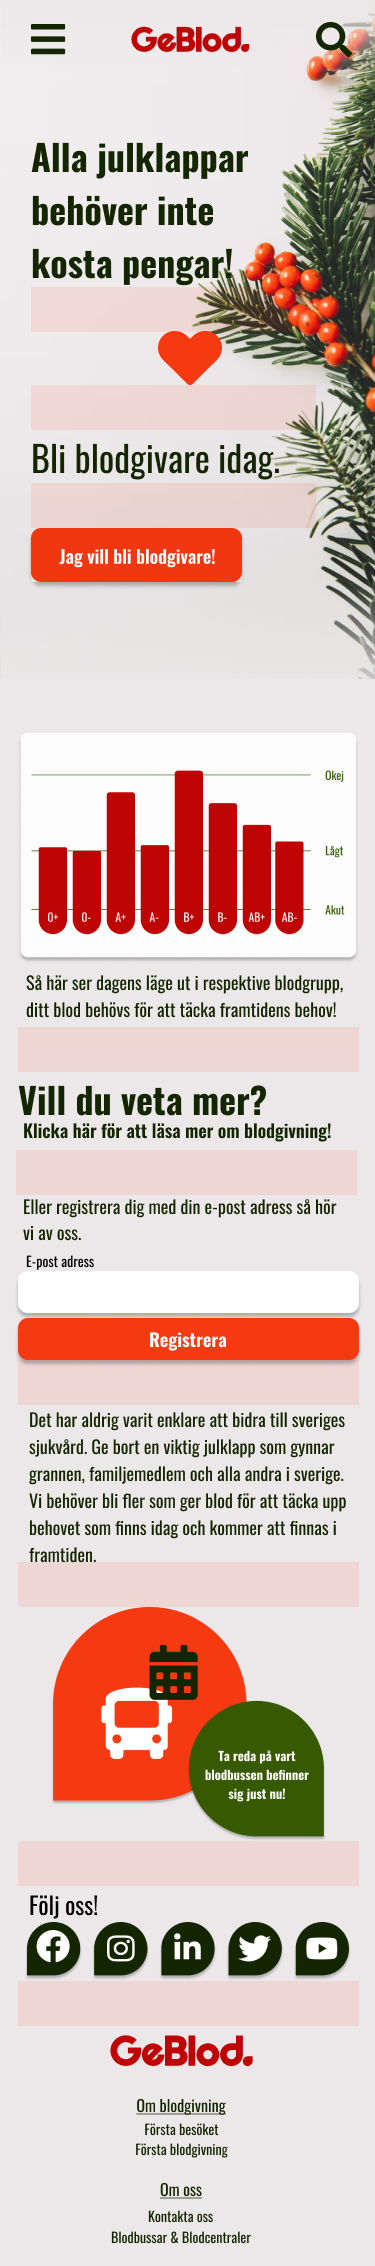 GeBlod.
Alla julklappar
behöver inte
kosta pengar!
Bli blodgivare idag.
Jag vill bli blodgivare!
Okej
Lågt
Akut
0+ 0- A+ A- B+ B- AB+ AB-
Så här ser dagens läge ut i respektive blodgrupp,
ditt blod behövs för att täcka framtidens behov!
Vill du veta mer?
Klicka här för att läsa mer om blodgivning!
Eller registrera dig med din e-post adress så hör
vi av oss.
E-post adress
Registrera
Det har aldrig varit enklare att bidra till sveriges
sjukvård. Ge bort en viktig julklapp som gynnar
grannen, familjemedlem och alla andra i sverige.
Vi behöver bli fler som ger blod för att täcka upp
behovet som finns idag och kommer att finnas i
framtiden.
Ta reda på vart
blodbussen befinner
sig just nu!
Följ oss!
GeBlod.
Om blodgivning
Första besöket
Första blodgivning
Om oss
Kontakta oss
Blodbussar & Blodcentraler